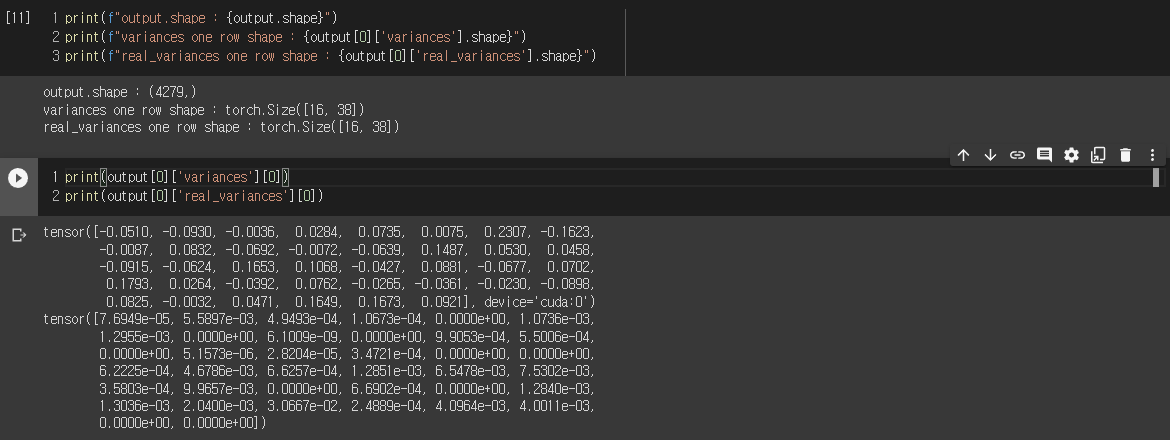 [11]
1 print(f"output.shape : {output.shape}")
2 print(f"variances one row shape : {output[0]['variances'].shape}")
3 print(f"real_variances one row shape : {output[0]['real_variances'].shape}")
output.shape : (4279,)
variances one row shape : torch.Size([16, 38])
real_variances one row shape : torch.Size([16, 38])
1 print(output[0]['variances'][0])
2 print(output[0]['real_variances'][0])
tensor([-0.0510, -0.0930, -0.0036,  0.0284,  0.0735,  0.0075,  0.2307, -0.1623,
-0.0087,  0.0832, -0.0692, -0.0072, -0.0639,  0.1487,  0.0530,  0.0458,
-0.0915, -0.0624,  0.1653,  0.1068, -0.0427,  0.0881, -0.0677,  0.0702,
0.1793,  0.0264, -0.0392,  0.0762, -0.0265, -0.0361, -0.0230, -0.0898,
0.0825, -0.0032,  0.0471,  0.1649,  0.1673,  0.0921], device='cuda:0')
tensor([7.6949e-05, 5.5897e-03, 4.9493e-04, 1.0673e-04, 0.0000e+00, 1.0736e-03,
1.2955e-03, 0.0000e+00, 6.1009e-09, 0.0000e+00, 9.9053e-04, 5.5006e-04,
0.0000e+00, 5.1573e-06, 2.8204e-05, 3.4721e-04, 0.0000e+00, 0.0000e+00,
6.2225e-04, 4.6786e-03, 6.6257e-04, 1.2851e-03, 6.5478e-03, 7.5302e-03,
3.5803e-04, 9.9657e-03, 0.0000e+00, 6.6902e-04, 0.0000e+00, 1.2840e-03,
1.3036e-03, 2.0400e-03, 3.0667e-02, 2.4889e-04, 4.0964e-03, 4.0011e-03,
0.0000e+00, 0.0000e+00])